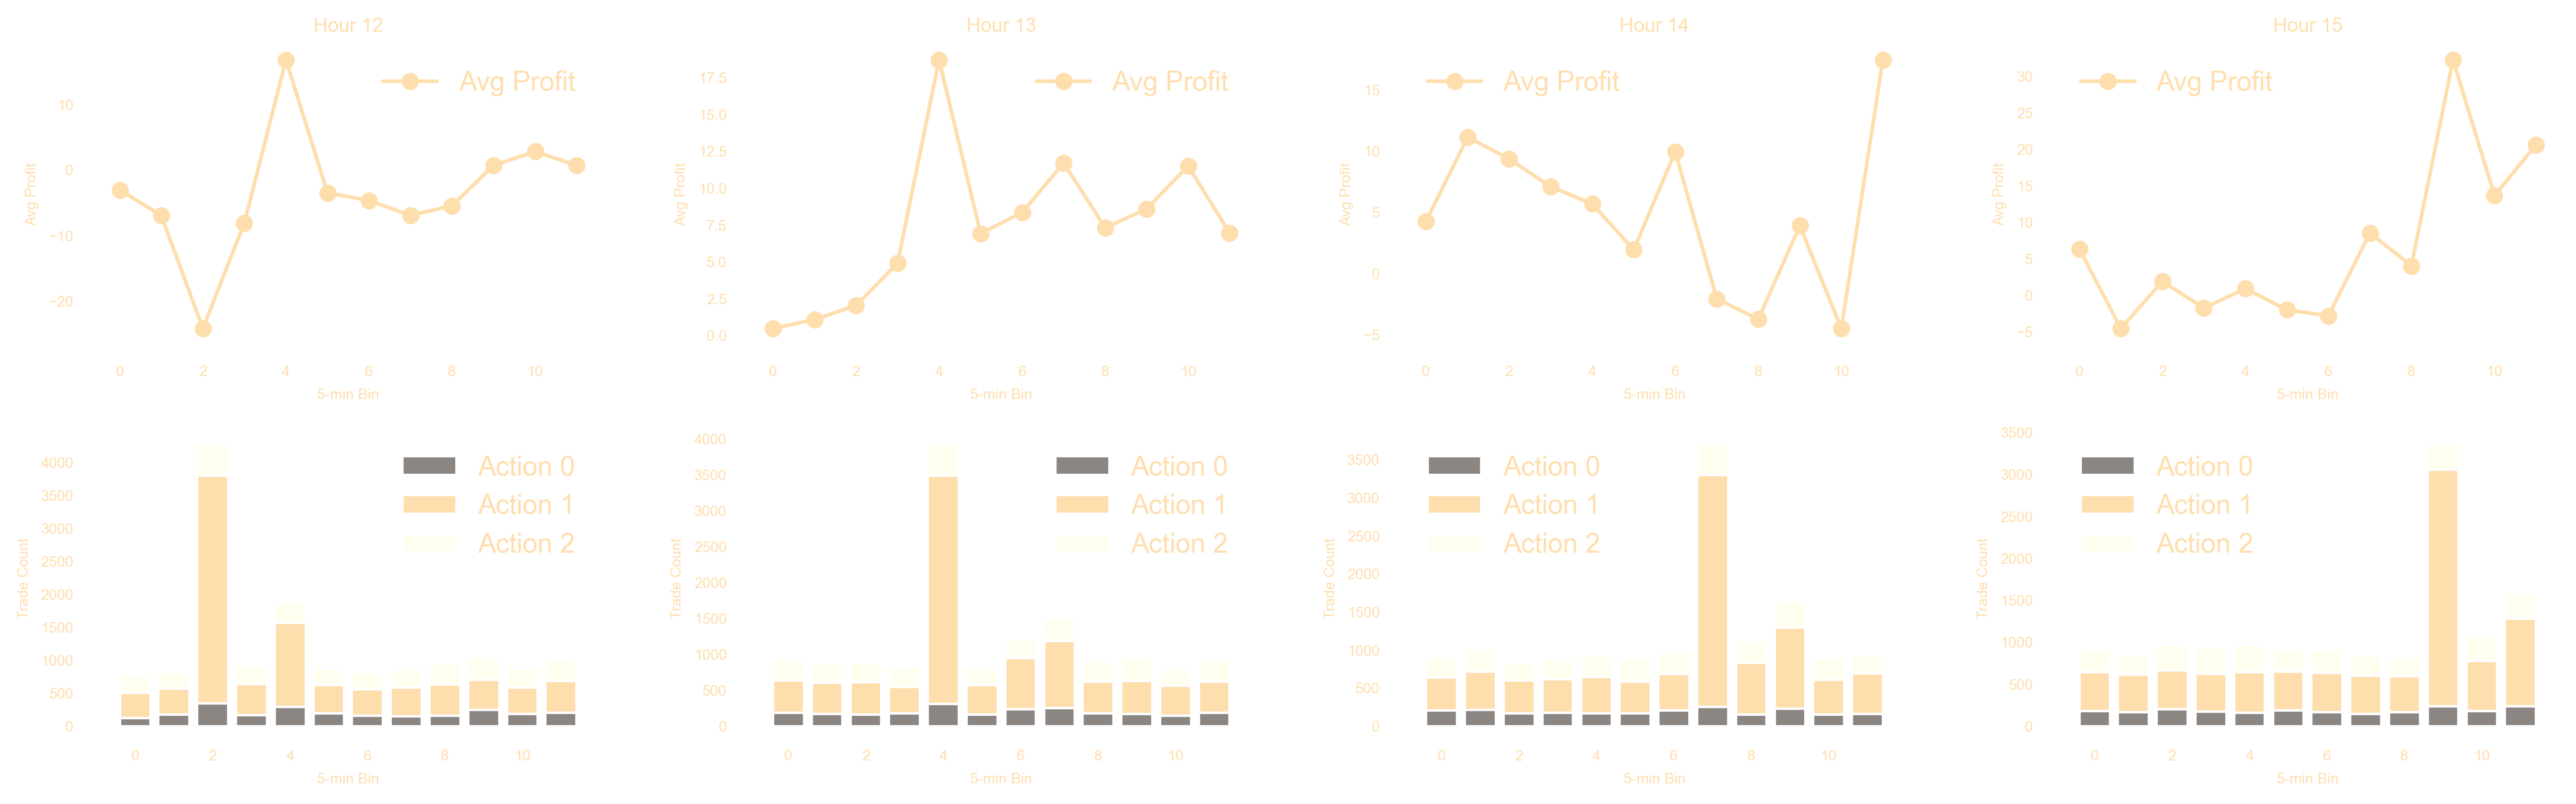 Hour 12
Avg Profit
10
0
−10
−20
Avg Profit
0 2 4 6 8 10
5-min Bin
Hour 13
Avg Profit
17.5
15.0
12.5
10.0
7.5
5.0
2.5
0.0
Avg Profit
0 2 4 6 8 10
5-min Bin
Hour 14
Avg Profit
15
10
5
0
−5
Avg Profit
0 2 4 6 8 10
5-min Bin
Hour 15
Avg Profit
30
25
20
15
10
5
0
−5
Avg Profit
0 2 4 6 8 10
5-min Bin
Trade Count
4000
3500
3000
2500
2000
1500
1000
500
0
Action 0
Action 1
Action 2
0 2 4 6 8 10
5-min Bin
Trade Count
4000
3500
3000
2500
2000
1500
1000
500
0
Action 0
Action 1
Action 2
0 2 4 6 8 10
5-min Bin
Trade Count
3500
3000
2500
2000
1500
1000
500
0
Action 0
Action 1
Action 2
0 2 4 6 8 10
5-min Bin
Trade Count
3500
3000
2500
2000
1500
1000
500
0
Action 0
Action 1
Action 2
0 2 4 6 8 10
5-min Bin